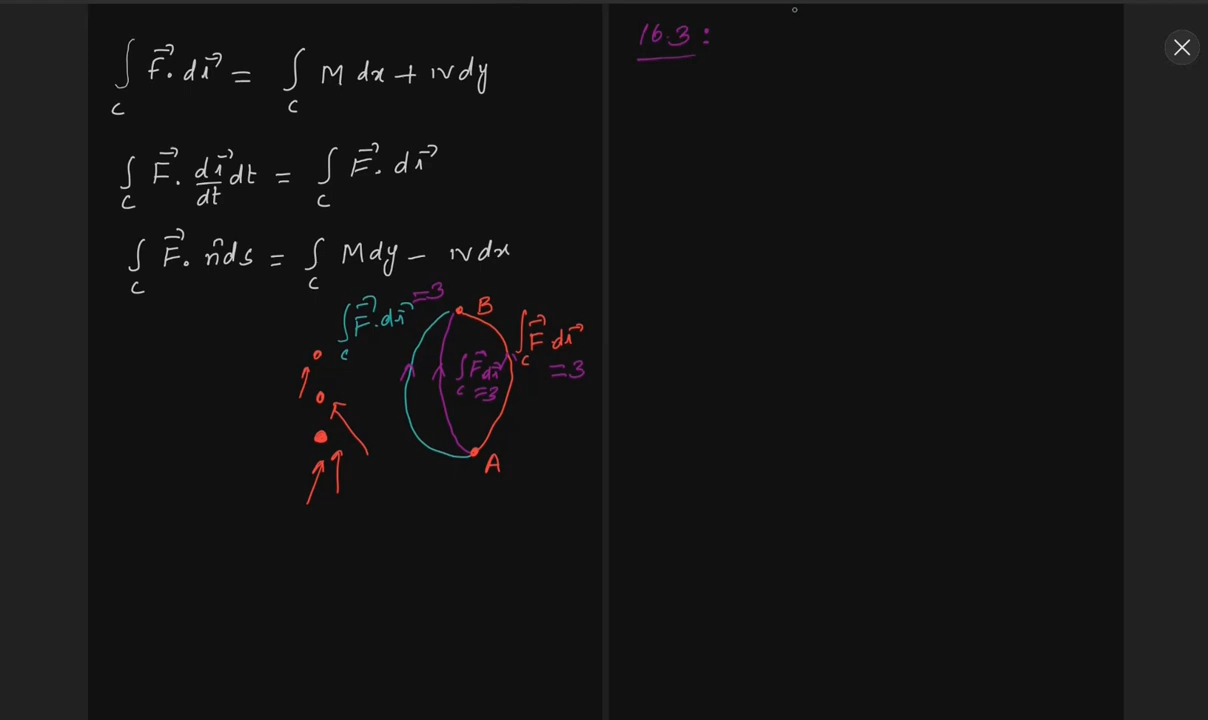 ∫_C F⃗. dr⃗ = ∫_C M dx + N dy
∫_C F⃗. dr⃗/dt dt = ∫_C F⃗. dr⃗
∫_C F⃗. n̂ ds = ∫_C M dy - N dx
∫_C F⃗. dr⃗ = 3
B
∫_C F⃗. dr⃗ = 3
∫_C F⃗. dr⃗ = 3
A
16.3 :